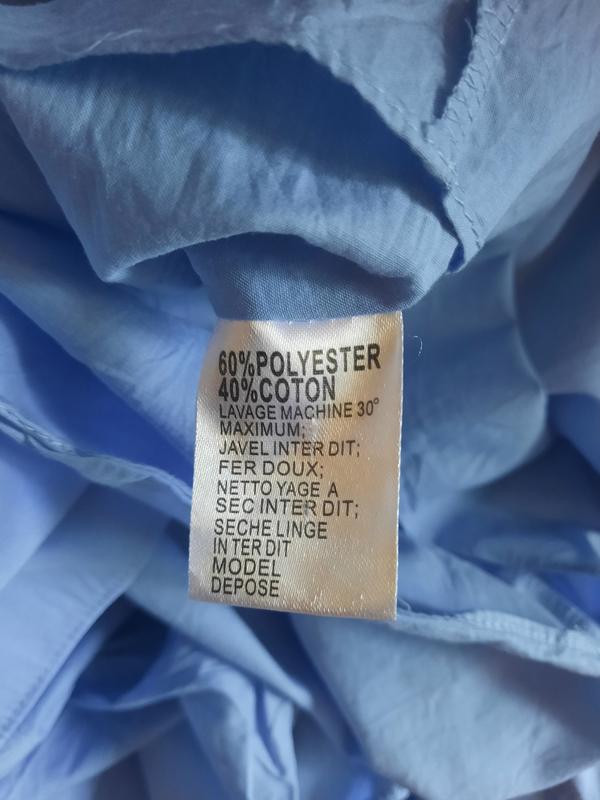 60%POLYESTER
40%COTON
LAVAGE MACHINE 30°
MAXIMUM;
JAVEL INTER DIT;
FER DOUX;
NETTO YAGE A
SEC INTER DIT;
SECHE LINGE
IN TER DIT
MODEL
DEPOSE